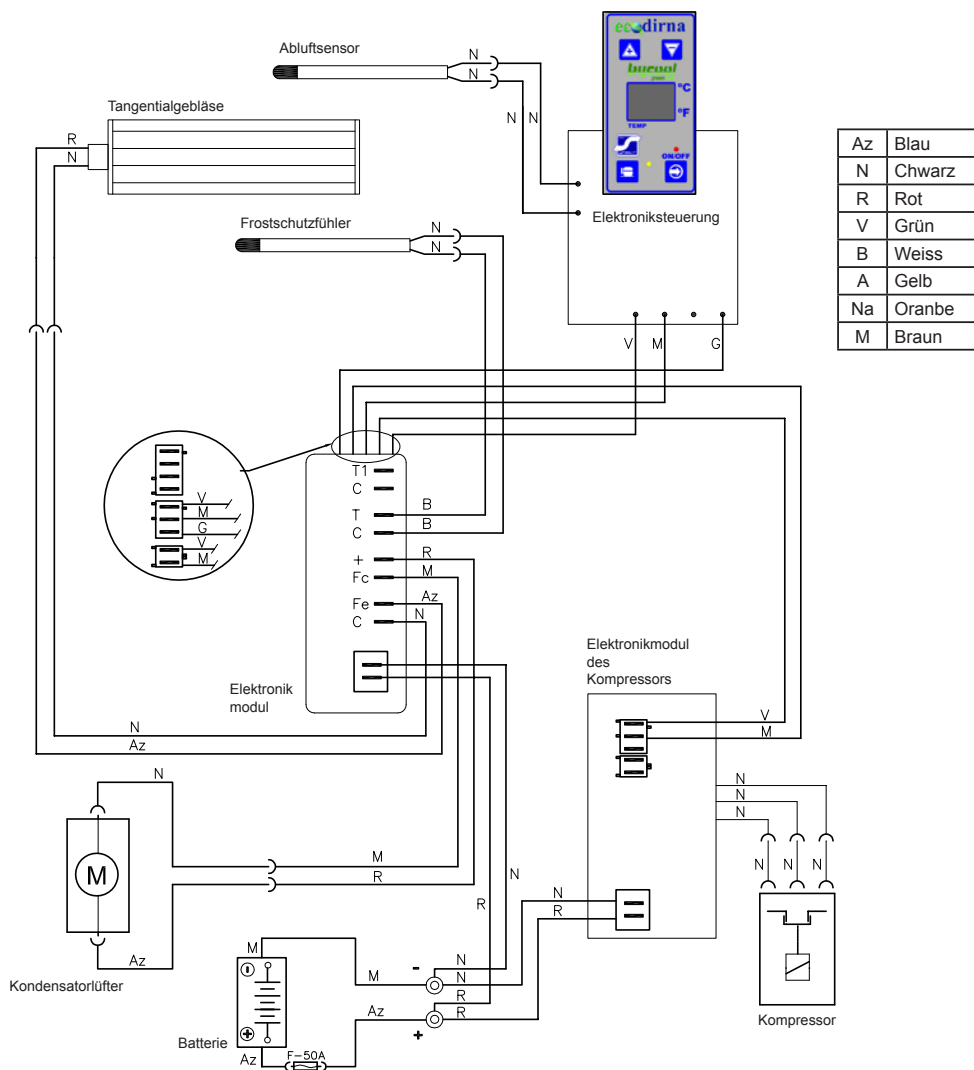 ecodirna
bucool
pwm
°C
°F
TEMP
ON/OFF
Elektroniksteuerung
Abluftsensor
N
N
N
N
Tangentialgebläse
R
N
Frostschutzfühler
N
N
Az Blau
N Chwarz
R Rot
V Grün
B Weiss
A Gelb
Na Oranbe
M Braun
V
M
G
V
M
G
V
M
T1
C
T
C
+
Fc
Fe
C
B
B
R
M
Az
N
Elektronik
modul
N
Az
Elektronikmodul
des
Kompressors
V
M
N
N
N
N
N
N
N
R
Kompressor
N
M
Az
Kondensatorlüfter
M
R
N
R
M
M
-
N
N
R
R
+
Az
Az
F-50A
Batterie